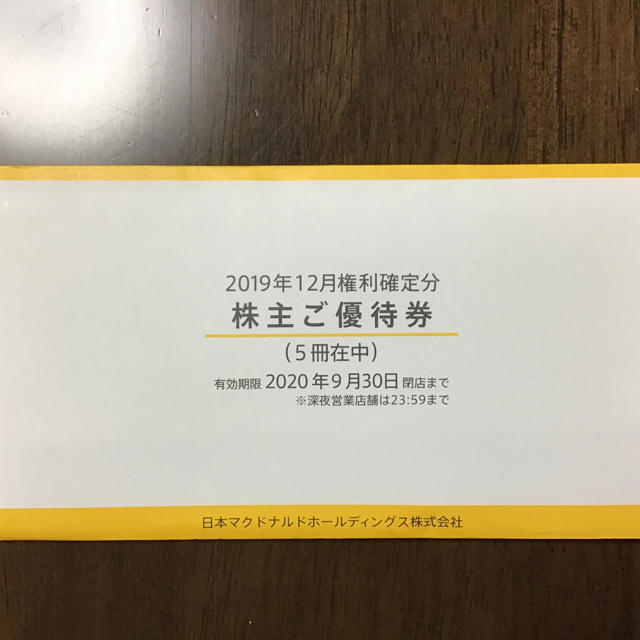 2019年12月権利確定分
株主ご優待券
(5冊在中)
有効期限 2020年9月30日 閉店まで
※深夜営業店舗は23:59まで
日本マクドナルドホールディングス株式会社